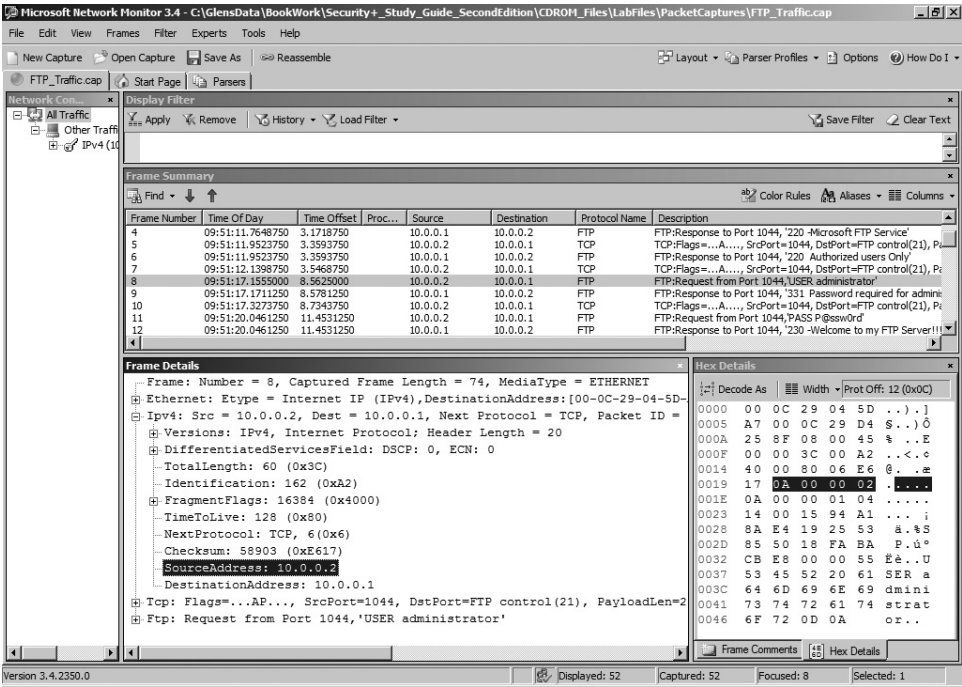 Microsoft Network Monitor 3.4 - C:\GlensData\BookWork\Security+_Study_Guide_SecondEdition\CDROM_Files\LabFiles\PacketCaptures\FTP_Traffic.cap
File Edit View Frames Filter Experts Tools Help
New Capture Open Capture Save As Reassemble Layout Parser Profiles Options How Do I
FTP_Traffic.cap Start Page Parsers
Network Con...
All Traffic
Other Traffi
IPv4 (10
Display Filter
Apply Remove History Load Filter Save Filter Clear Text
Frame Summary
Find Color Rules Aliases Columns
Frame Number Time Of Day Time Offset Proc... Source Destination Protocol Name Description
4 09:51:11.7648750 3.1718750 10.0.0.1 10.0.0.2 FTP FTP:Response to Port 1044, '220 -Microsoft FTP Service'
5 09:51:11.9523750 3.3593750 10.0.0.2 10.0.0.1 TCP TCP:Flags=...A...., SrcPort=1044, DstPort=FTP control(21), Pa
6 09:51:11.9523750 3.3593750 10.0.0.1 10.0.0.2 FTP FTP:Response to Port 1044, '220 Authorized users Only'
7 09:51:12.1398750 3.5468750 10.0.0.2 10.0.0.1 TCP TCP:Flags=...A...., SrcPort=1044, DstPort=FTP control(21), Pa
8 09:51:17.1555000 8.5625000 10.0.0.2 10.0.0.1 FTP FTP:Request from Port 1044,'USER administrator'
9 09:51:17.1711250 8.5781250 10.0.0.1 10.0.0.2 FTP FTP:Response to Port 1044, '331 Password required for adminis
10 09:51:17.3273750 8.7343750 10.0.0.2 10.0.0.1 TCP TCP:Flags=...A...., SrcPort=1044, DstPort=FTP control(21), Pa
11 09:51:20.0461250 11.4531250 10.0.0.2 10.0.0.1 FTP FTP:Request from Port 1044,'PASS P@ssw0rd'
12 09:51:20.0461250 11.4531250 10.0.0.1 10.0.0.2 FTP FTP:Response to Port 1044, '230 -Welcome to my FTP Server!!!
Frame Details
Frame: Number = 8, Captured Frame Length = 74, MediaType = ETHERNET
Ethernet: Etype = Internet IP (IPv4),DestinationAddress:[00-0C-29-04-5D-
Ipv4: Src = 10.0.0.2, Dest = 10.0.0.1, Next Protocol = TCP, Packet ID =
Versions: IPv4, Internet Protocol; Header Length = 20
DifferentiatedServicesField: DSCP: 0, ECN: 0
TotalLength: 60 (0x3C)
Identification: 162 (0xA2)
FragmentFlags: 16384 (0x4000)
TimeToLive: 128 (0x80)
NextProtocol: TCP, 6(0x6)
Checksum: 58903 (0xE617)
SourceAddress: 10.0.0.2
DestinationAddress: 10.0.0.1
Tcp: Flags=...AP..., SrcPort=1044, DstPort=FTP control(21), PayloadLen=2
Ftp: Request from Port 1044,'USER administrator'
Hex Details
Decode As Width Prot Off: 12 (0x0C)
0000 00 0C 29 04 5D ..).]
0005 A7 00 0C 29 D4 §..)Ô
000A 25 8F 08 00 45 % ..E
000F 00 00 3C 00 A2 ..<.¢
0014 40 00 80 06 E6 @. .æ
0019 17 0A 00 00 02 .....
001E 0A 00 00 01 04 .....
0023 14 00 15 94 A1 ... ¡
0028 8A E4 19 25 53 ä.%S
002D 85 50 18 FA BA P.úº
0032 CB E8 00 00 55 Ëè..U
0037 53 45 52 20 61 SER a
003C 64 6D 69 6E 69 dmini
0041 73 74 72 61 74 strat
0046 6F 72 0D 0A or..
Frame Comments Hex Details
Version 3.4.2350.0 Displayed: 52 Captured: 52 Focused: 8 Selected: 1